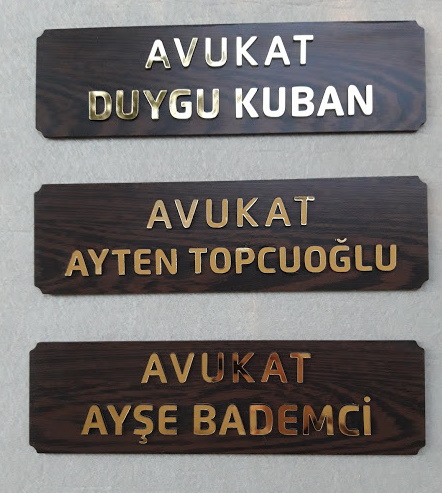 AVUKAT
DUYGU KUBAN
AVUKAT
AYTEN TOPCUOĞLU
AVUKAT
AYŞE BADEMCİ